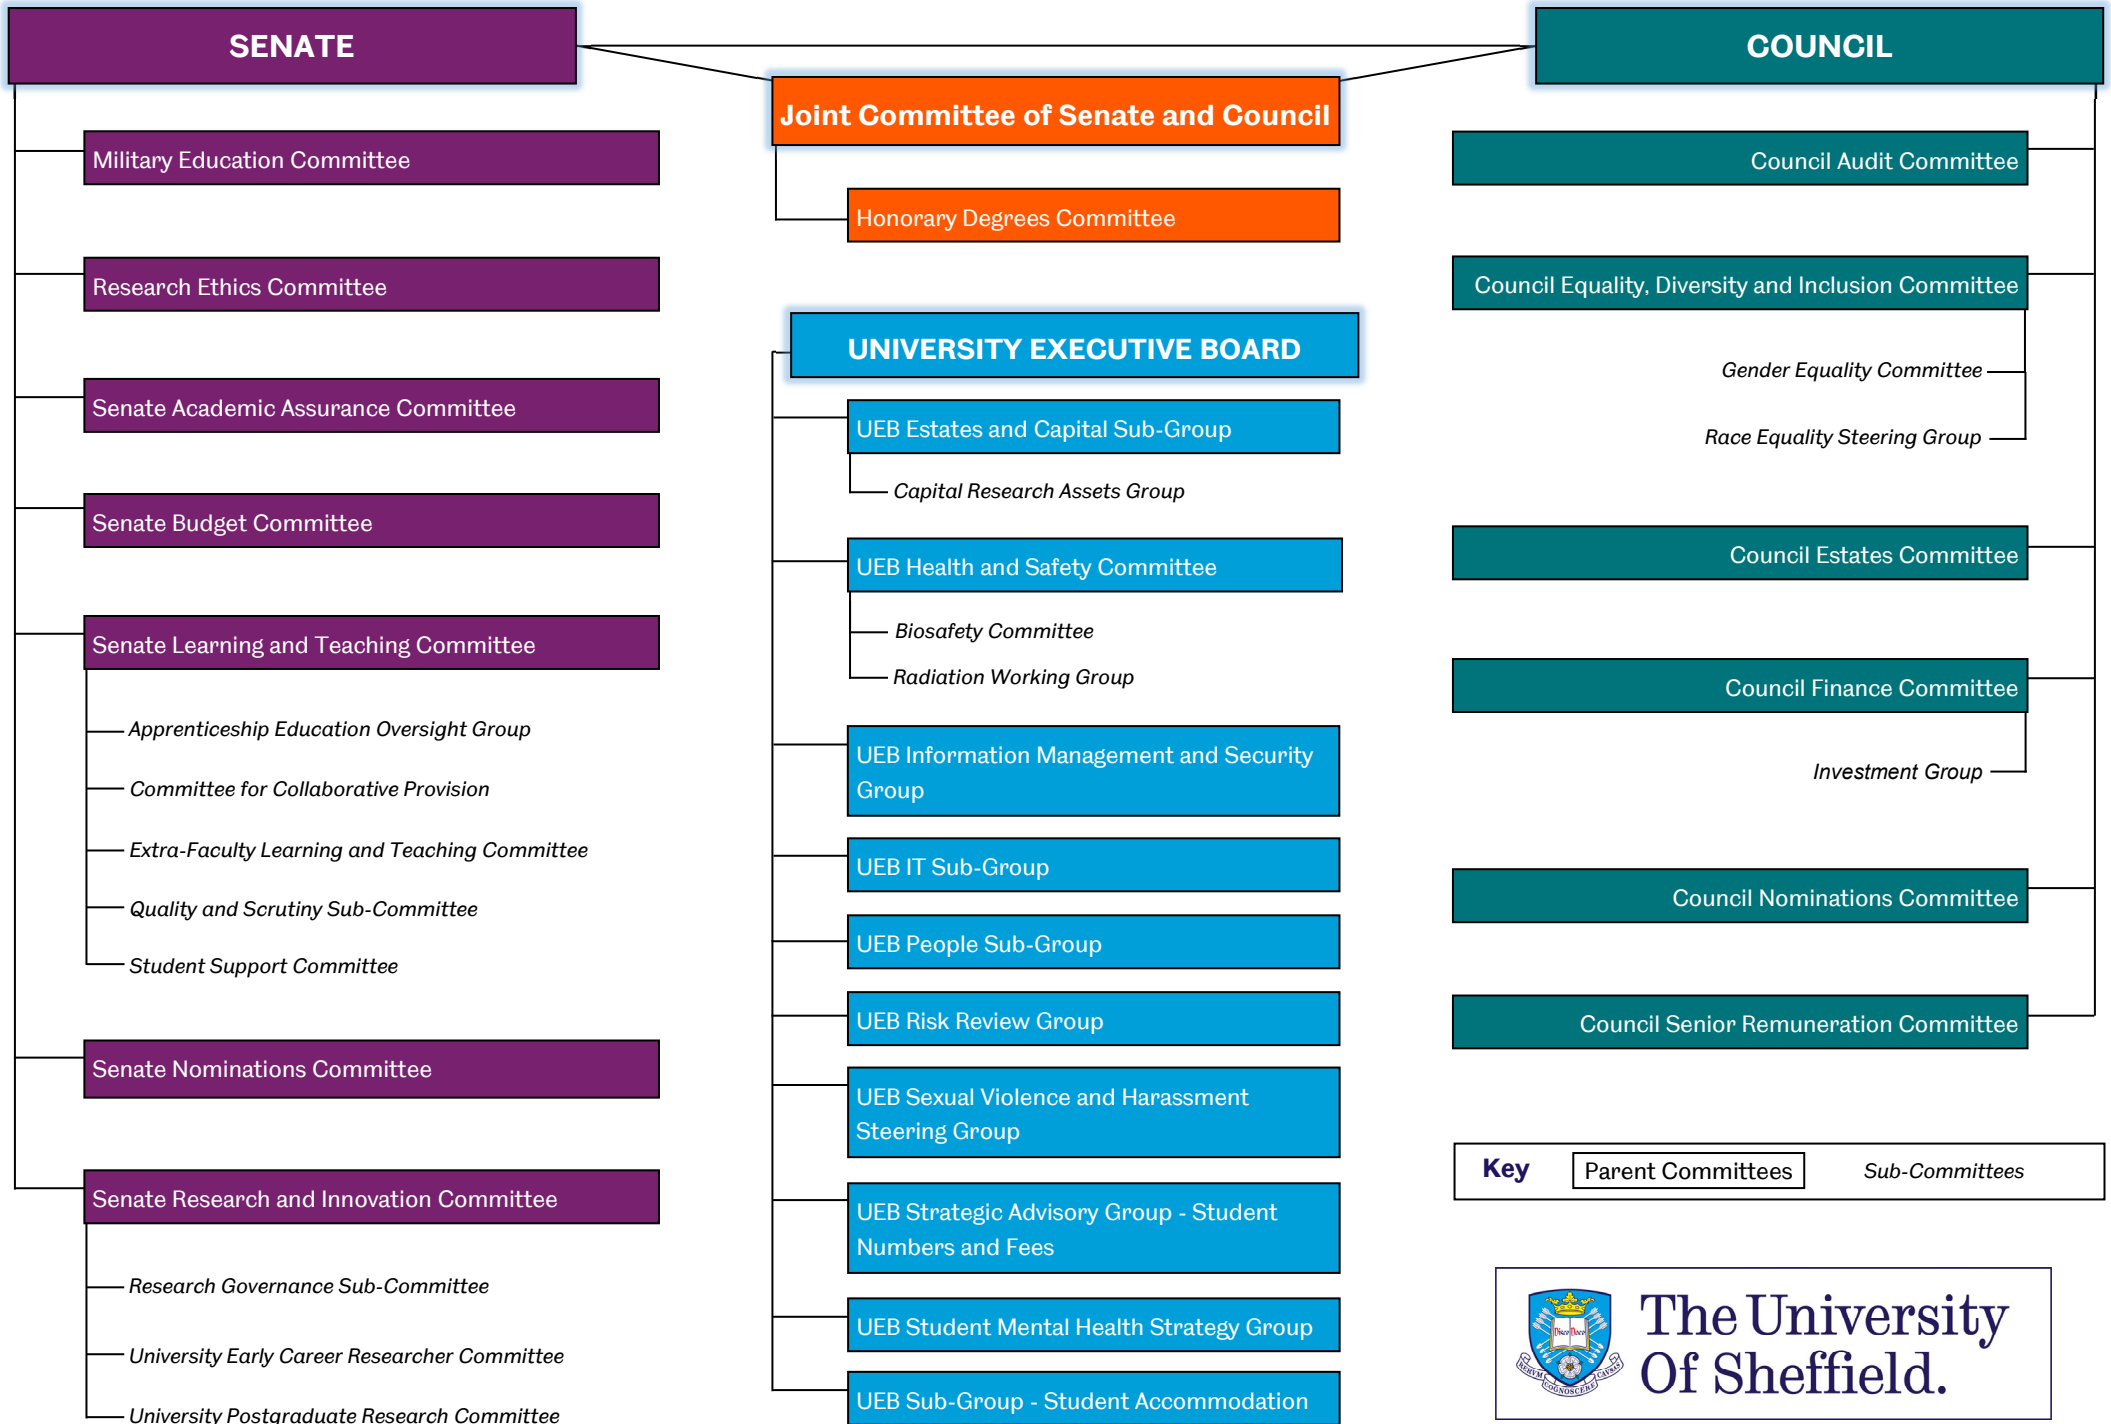 SENATE
COUNCIL
Joint Committee of Senate and Council
Honorary Degrees Committee
Military Education Committee
Research Ethics Committee
Senate Academic Assurance Committee
Senate Budget Committee
Senate Learning and Teaching Committee
Apprenticeship Education Oversight Group
Committee for Collaborative Provision
Extra-Faculty Learning and Teaching Committee
Quality and Scrutiny Sub-Committee
Student Support Committee
Senate Nominations Committee
Senate Research and Innovation Committee
Research Governance Sub-Committee
University Early Career Researcher Committee
University Postgraduate Research Committee
UNIVERSITY EXECUTIVE BOARD
UEB Estates and Capital Sub-Group
Capital Research Assets Group
UEB Health and Safety Committee
Biosafety Committee
Radiation Working Group
UEB Information Management and Security
Group
UEB IT Sub-Group
UEB People Sub-Group
UEB Risk Review Group
UEB Sexual Violence and Harassment
Steering Group
UEB Strategic Advisory Group - Student
Numbers and Fees
UEB Student Mental Health Strategy Group
UEB Sub-Group - Student Accommodation
Council Audit Committee
Council Equality, Diversity and Inclusion Committee
Gender Equality Committee
Race Equality Steering Group
Council Estates Committee
Council Finance Committee
Investment Group
Council Nominations Committee
Council Senior Remuneration Committee
Key Parent Committees Sub-Committees
Disce Doce
RERVM COGNOSCERE CAVSAS
The University
Of Sheffield.